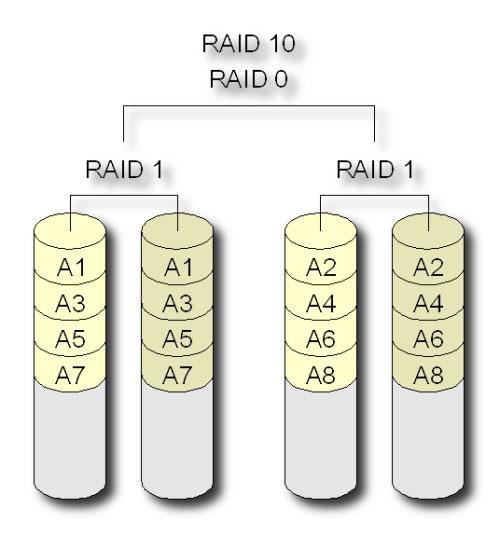 RAID 10
RAID 0
RAID 1 RAID 1
A1 A1 A2 A2
A3 A3 A4 A4
A5 A5 A6 A6
A7 A7 A8 A8